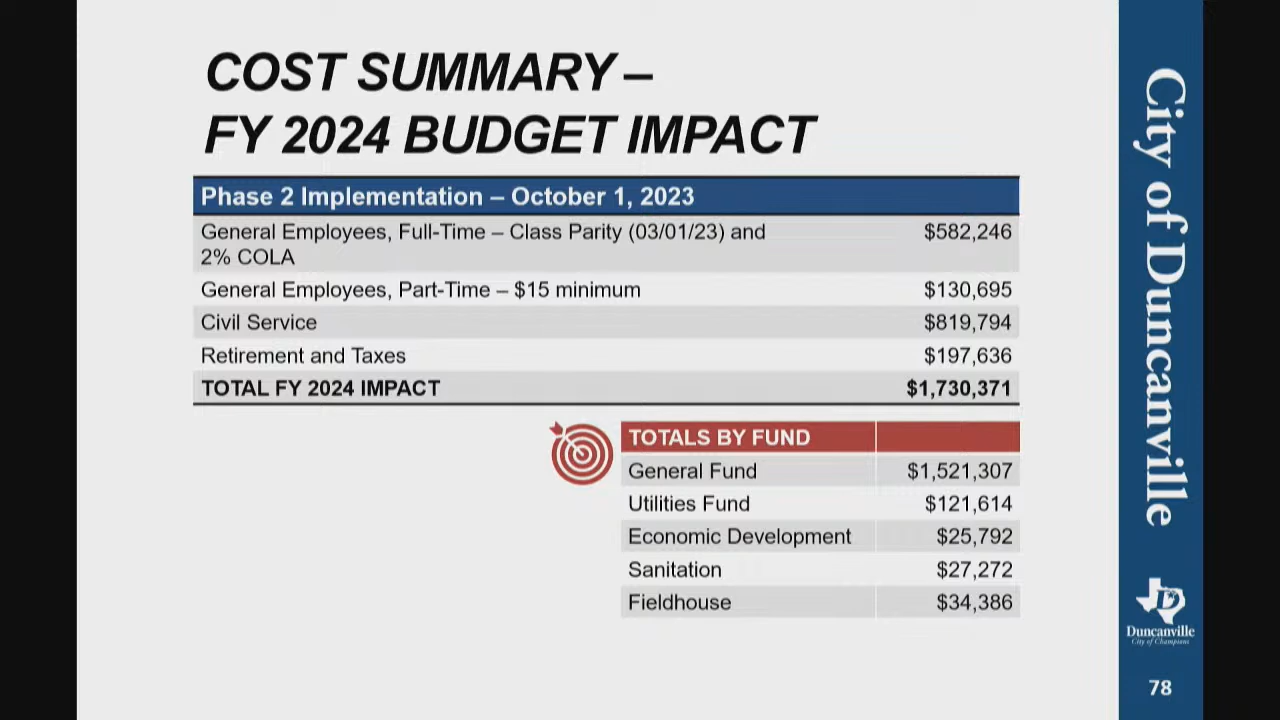 COST SUMMARY –
FY 2024 BUDGET IMPACT
Phase 2 Implementation – October 1, 2023
General Employees, Full-Time – Class Parity (03/01/23) and $582,246
2% COLA
General Employees, Part-Time – $15 minimum $130,695
Civil Service $819,794
Retirement and Taxes $197,636
TOTAL FY 2024 IMPACT $1,730,371
TOTALS BY FUND
General Fund $1,521,307
Utilities Fund $121,614
Economic Development $25,792
Sanitation $27,272
Fieldhouse $34,386
City of Duncanville
D
Duncanville
City of Champions
78